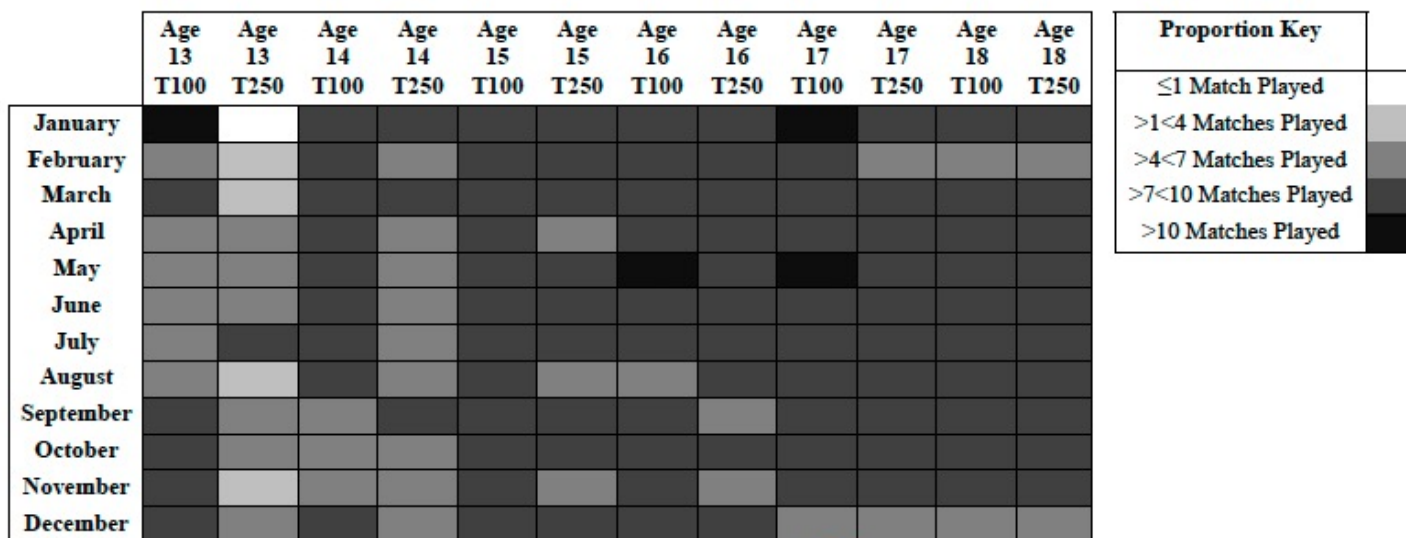 Age Age Age Age Age Age Age Age Age Age Age Age
13 13 14 14 15 15 16 16 17 17 18 18
T100 T250 T100 T250 T100 T250 T100 T250 T100 T250 T100 T250
January
February
March
April
May
June
July
August
September
October
November
December
Proportion Key
≤1 Match Played
>1<4 Matches Played
>4<7 Matches Played
>7<10 Matches Played
>10 Matches Played